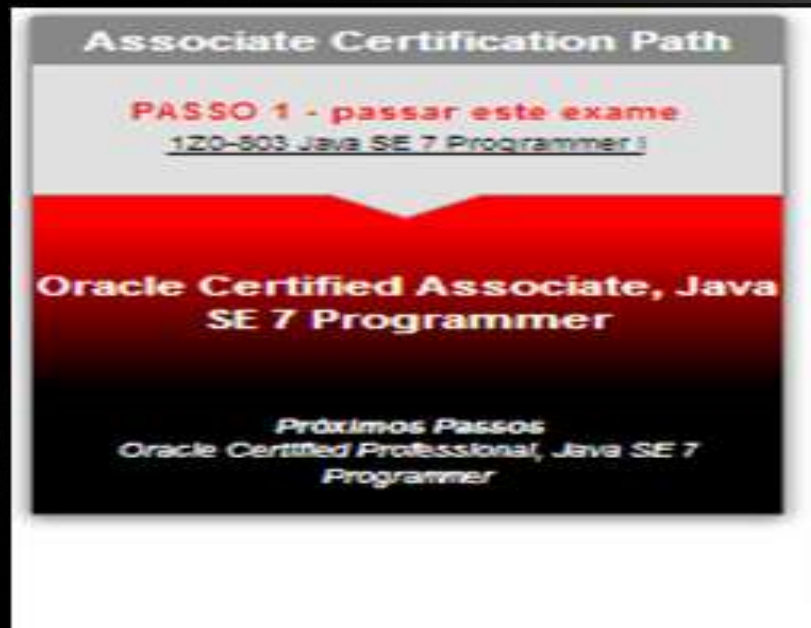 Associate Certification Path
PASSO 1 - passar este exame
1Z0-803 Java SE 7 Programmer I
Oracle Certified Associate, Java
SE 7 Programmer
Próximos Passos
Oracle Certified Professional, Java SE 7
Programmer